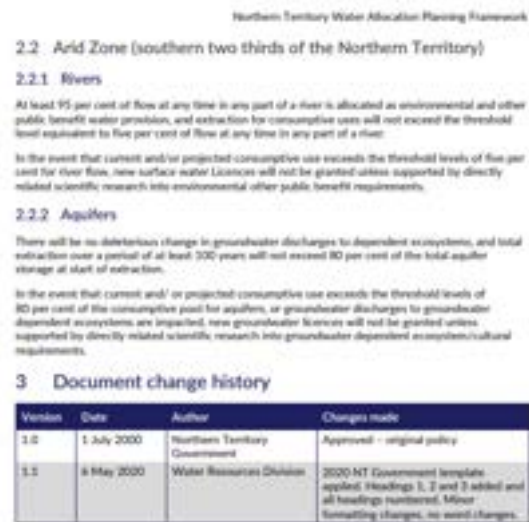 Northern Territory Water Allocation Planning Framework
2.2 Arid Zone (southern two thirds of the Northern Territory)
2.2.1 Rivers
At least 95 per cent of flow at any time in any part of a river is allocated as environmental and other
public benefit water provision, and extraction for consumptive uses will not exceed the threshold
level equivalent to five per cent of flow at any time in any part of a river.
In the event that current and/or projected consumptive use exceeds the threshold levels of five per
cent for river flow, new surface water Licences will not be granted unless supported by directly
related scientific research into environmental other public benefit requirements.
2.2.2 Aquifers
There will be no deleterious change in groundwater discharges to dependent ecosystems, and total
extraction over a period of at least 100 years will not exceed 80 per cent of the total aquifer
storage at start of extraction.
In the event that current and/ or projected consumptive use exceeds the threshold levels of
80 per cent of the consumptive pool for aquifers, or groundwater discharges to groundwater
dependent ecosystems are impacted, new groundwater licences will not be granted unless
supported by directly related scientific research into groundwater dependent ecosystem/cultural
requirements.
3 Document change history
Version Date Author Changes made
1.0 1 July 2000 Northern Territory Approved – original policy
Government
1.1 6 May 2020 Water Resources Division 2020 NT Government template
applied. Headings 1, 2 and 3 added and
all headings numbered. Minor
formatting changes, no word changes.